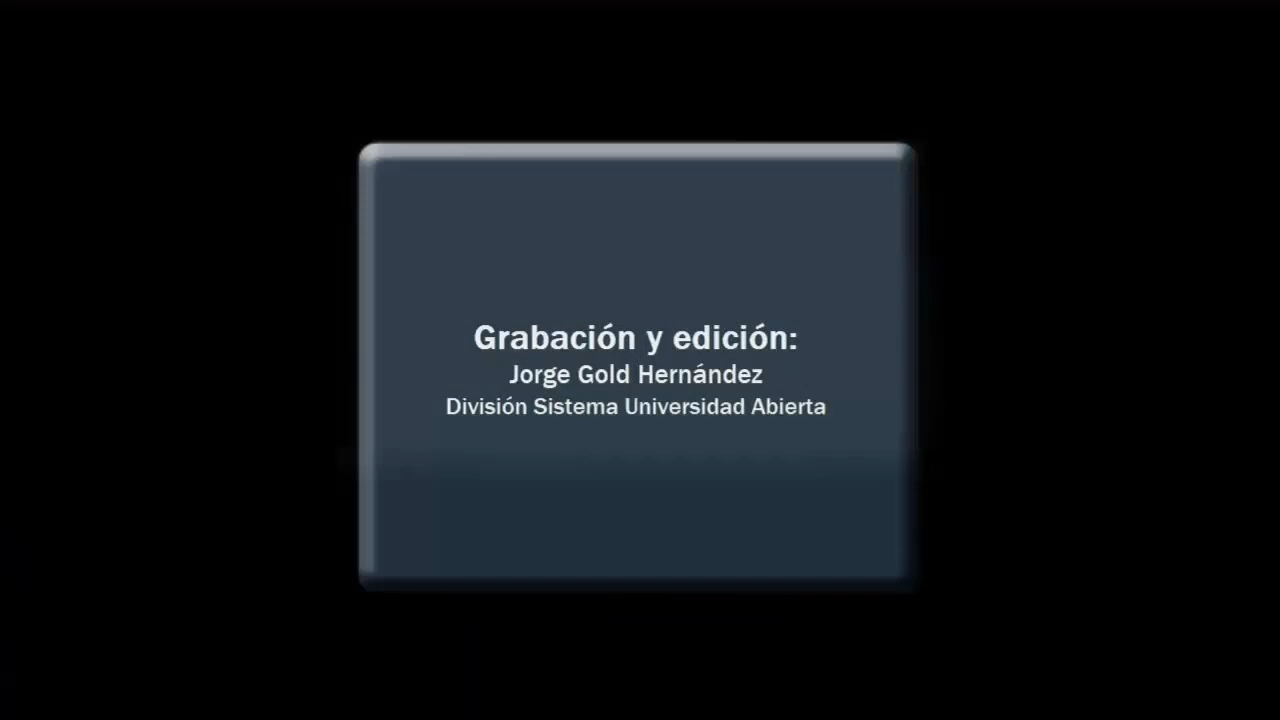 Grabación y edición:
Jorge Gold Hernández
División Sistema Universidad Abierta